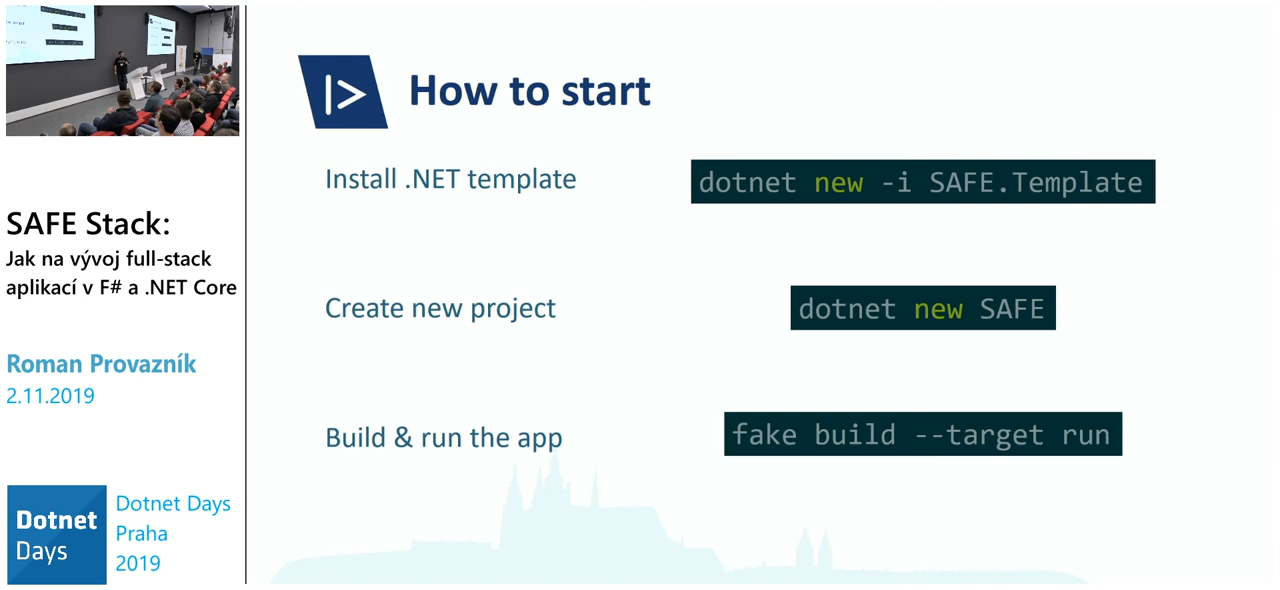 SAFE Stack:
Jak na vývoj full-stack
aplikací v F# a .NET Core
Roman Provazník
2.11.2019
Dotnet
Days
Dotnet Days
Praha
2019
|> How to start
Install .NET template
dotnet new -i SAFE.Template
Create new project
dotnet new SAFE
Build & run the app
fake build --target run